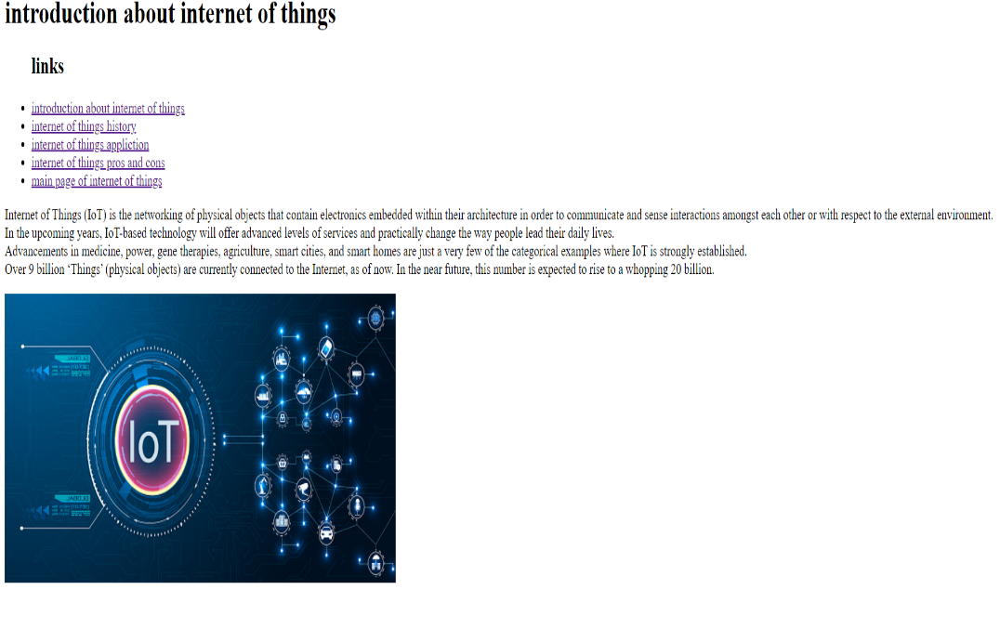 introduction about internet of things
links
introduction about internet of things
internet of things history
internet of things appliction
internet of things pros and cons
main page of internet of things
Internet of Things (IoT) is the networking of physical objects that contain electronics embedded within their architecture in order to communicate and sense interactions amongst each other or with respect to the external environment.
In the upcoming years, IoT-based technology will offer advanced levels of services and practically change the way people lead their daily lives.
Advancements in medicine, power, gene therapies, agriculture, smart cities, and smart homes are just a very few of the categorical examples where IoT is strongly established.
Over 9 billion ‘Things’ (physical objects) are currently connected to the Internet, as of now. In the near future, this number is expected to rise to a whopping 20 billion.
IoT